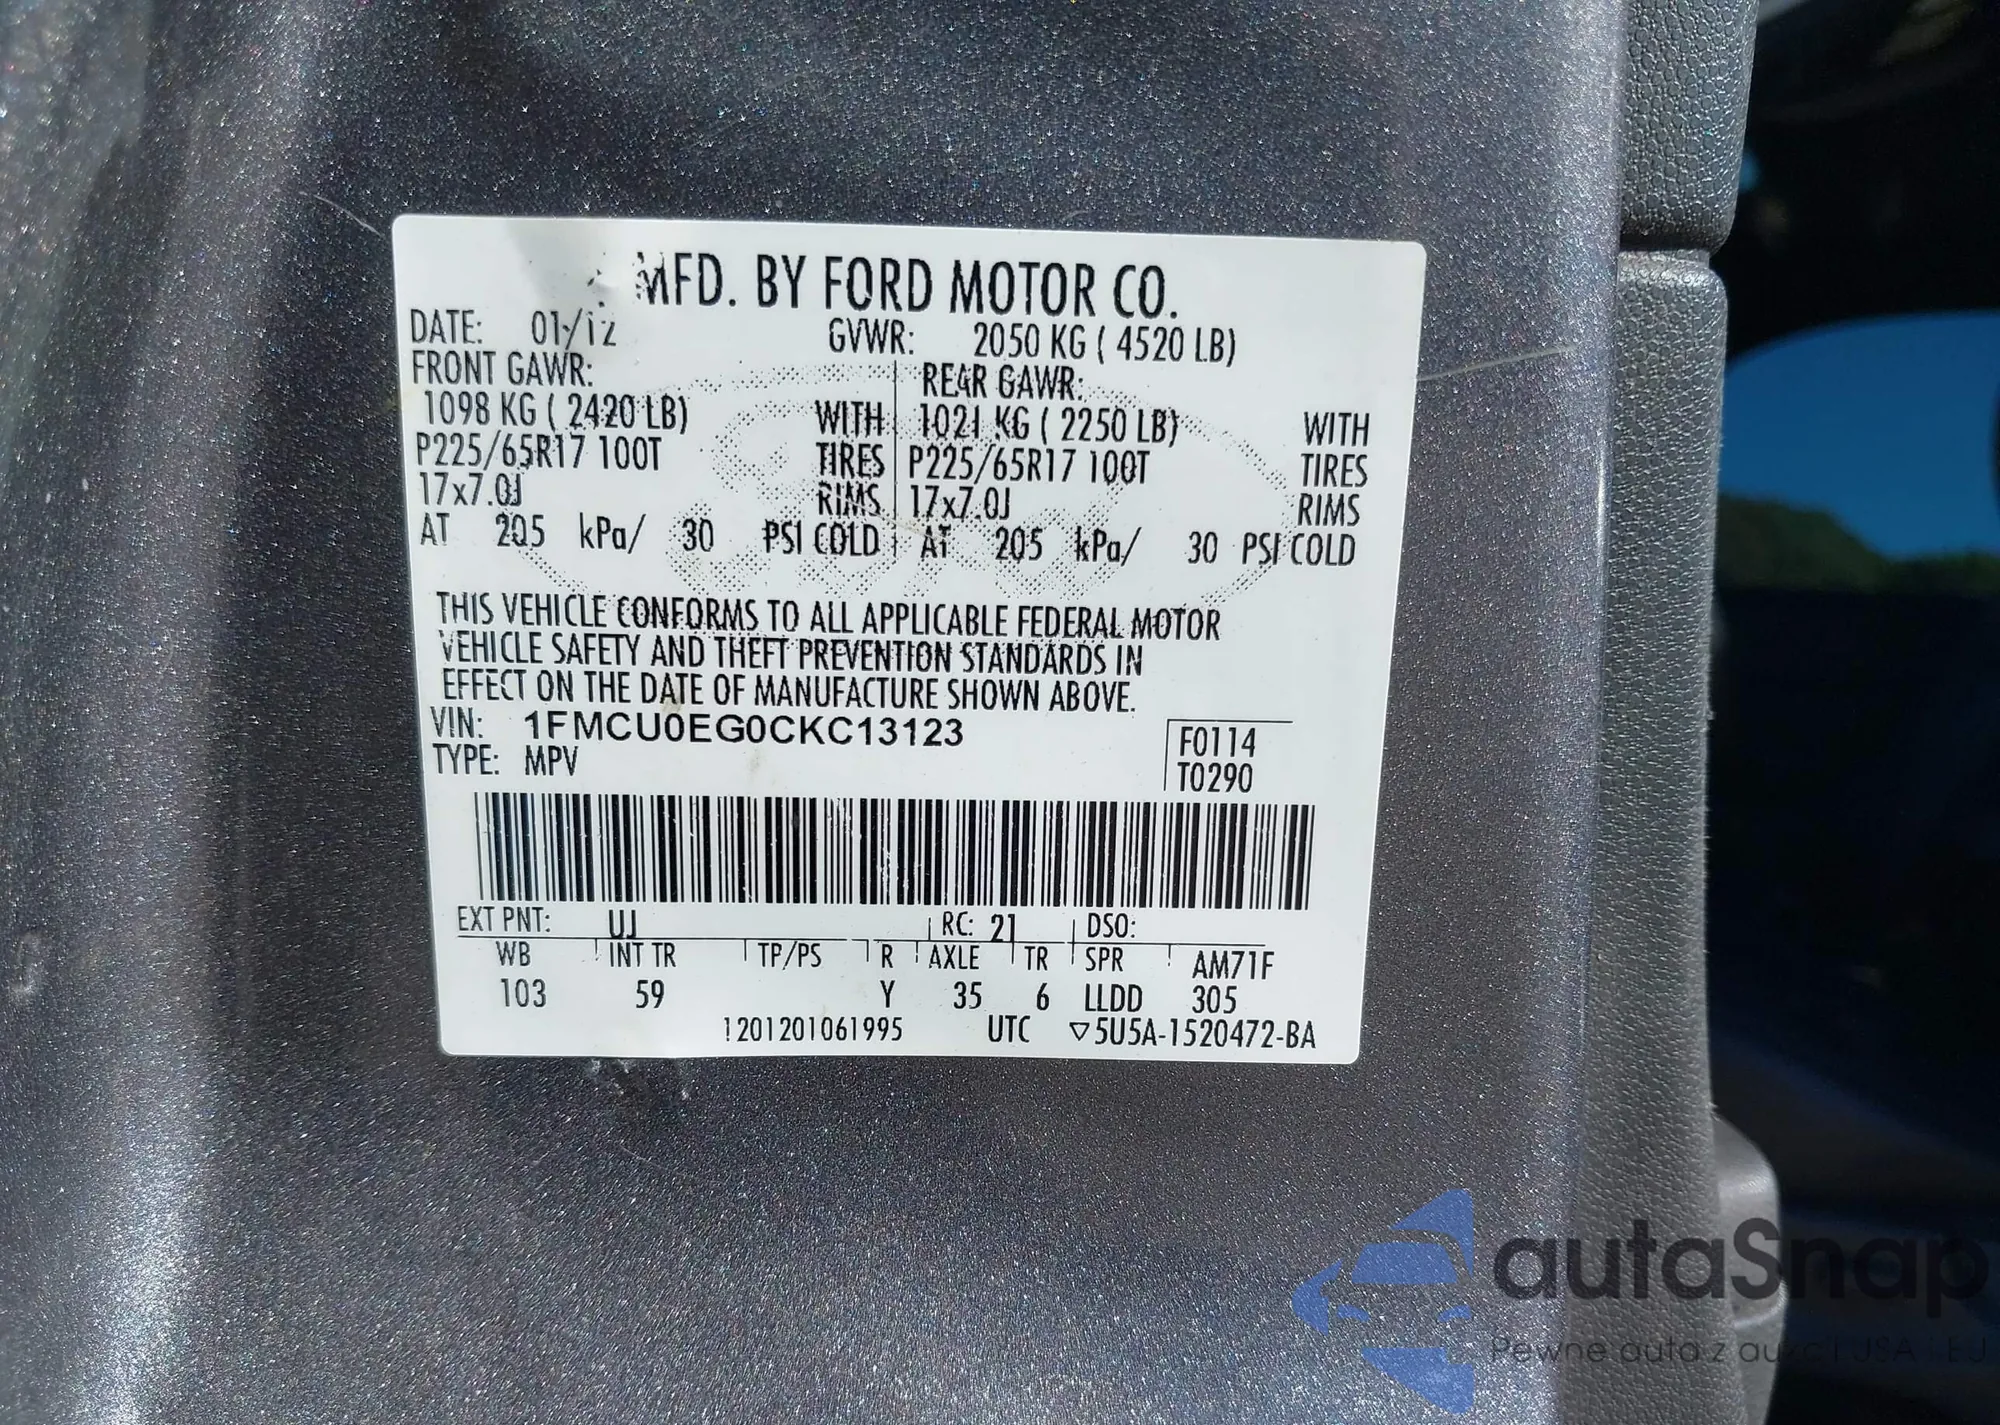 MFD. BY FORD MOTOR CO.
DATE: 01/12 GVWR: 2050 KG ( 4520 LB)
FRONT GAWR: REAR GAWR:
1098 KG ( 2420 LB) WITH 1021 KG ( 2250 LB) WITH
P225/65R17 100T TIRES P225/65R17 100T TIRES
17x7.0J RIMS 17x7.0J RIMS
AT 205 kPa/ 30 PSI COLD AT 205 kPa/ 30 PSI COLD
THIS VEHICLE CONFORMS TO ALL APPLICABLE FEDERAL MOTOR
VEHICLE SAFETY AND THEFT PREVENTION STANDARDS IN
EFFECT ON THE DATE OF MANUFACTURE SHOWN ABOVE.
VIN: 1FMCU0EG0CKC13123 F0114
TYPE: MPV T0290
EXT PNT: UJ RC: 21 DSO:
WB INT TR TP/PS R AXLE TR SPR AM71F
103 59 Y 35 6 LLDD 305
1201201061995 UTC ▽5U5A-1520472-BA
autaSnap
Pewne auta z aukcji USA i EU